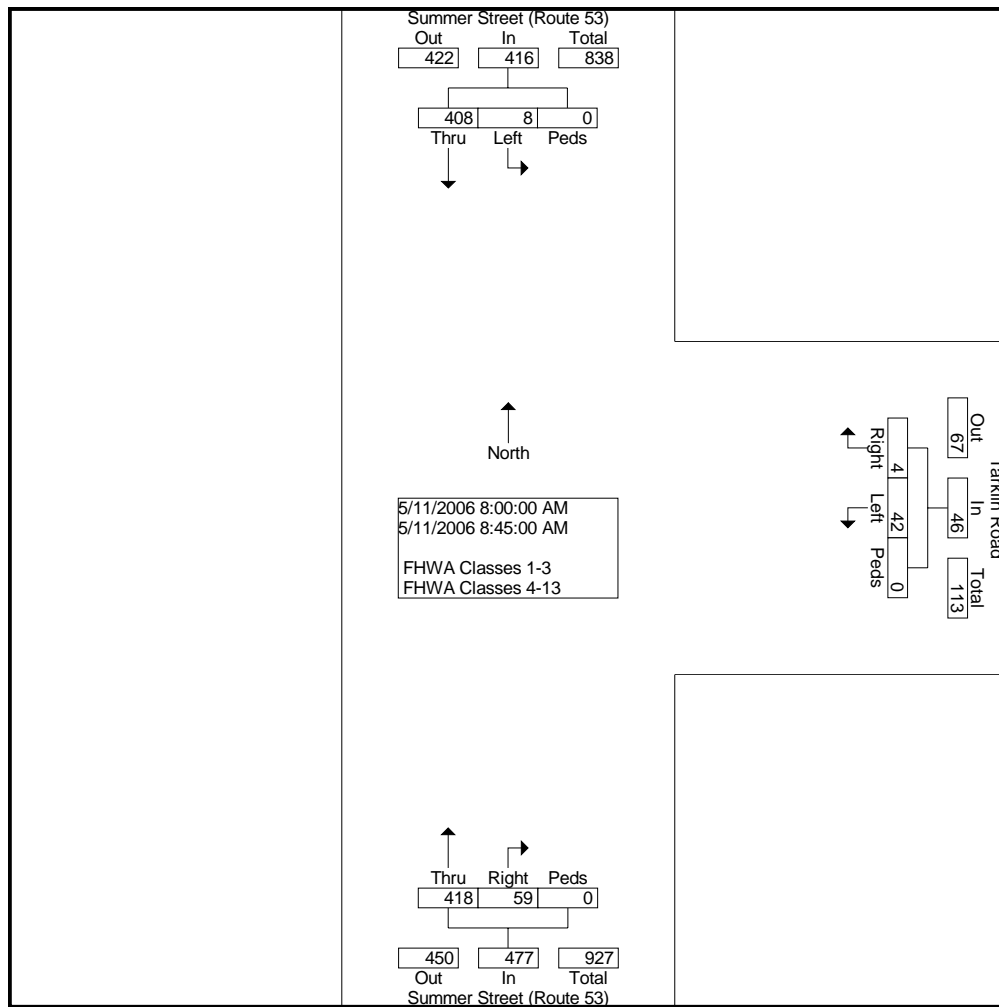 Summer Street (Route 53)
Out In Total
422 416 838
408 8 0
Thru Left Peds
North
5/11/2006 8:00:00 AM
5/11/2006 8:45:00 AM
FHWA Classes 1-3
FHWA Classes 4-13
Road
Out In Total
67 46 113
4 42 0
Right Left Peds
Thru Right Peds
418 59 0
450 477 927
Out In Total
Summer Street (Route 53)